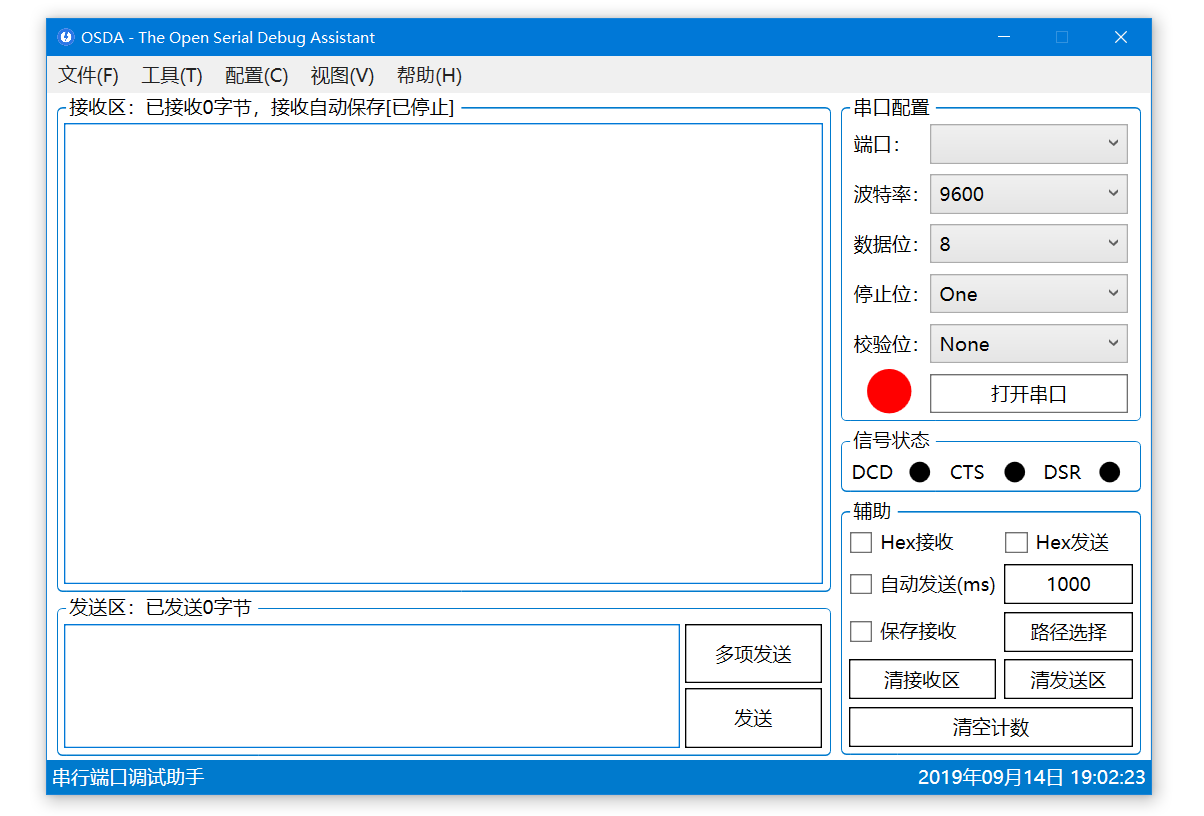 OSDA - The Open Serial Debug Assistant
文件(F) 工具(T) 配置(C) 视图(V) 帮助(H)
接收区：已接收0字节，接收自动保存[已停止]
串口配置
端口：
波特率： 9600
数据位： 8
停止位： One
校验位： None
打开串口
信号状态
DCD CTS DSR
辅助
Hex接收 Hex发送
自动发送(ms) 1000
保存接收 路径选择
清接收区 清发送区
清空计数
发送区：已发送0字节
多项发送
发送
串行端口调试助手 2019年09月14日 19:02:23